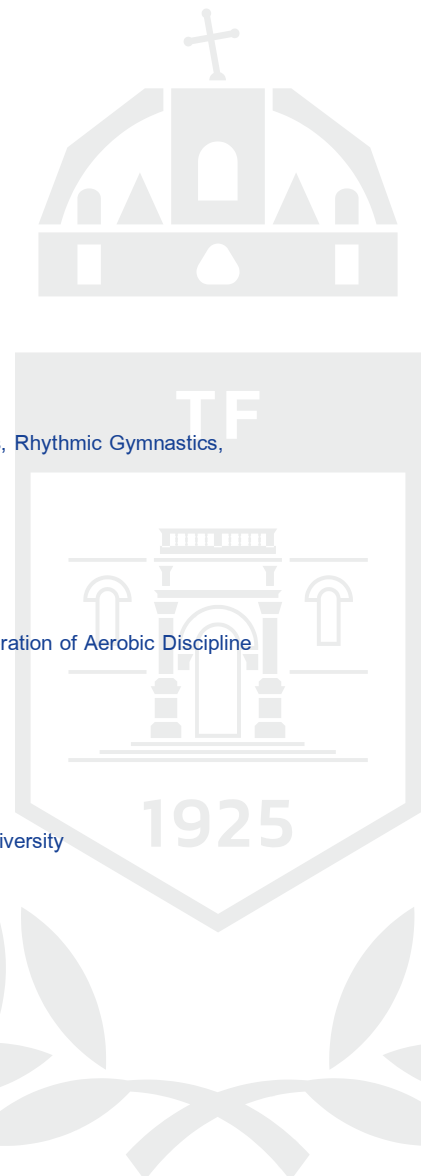 TF
, Rhythmic Gymnastics,
ration of Aerobic Discipline
1925
iversity